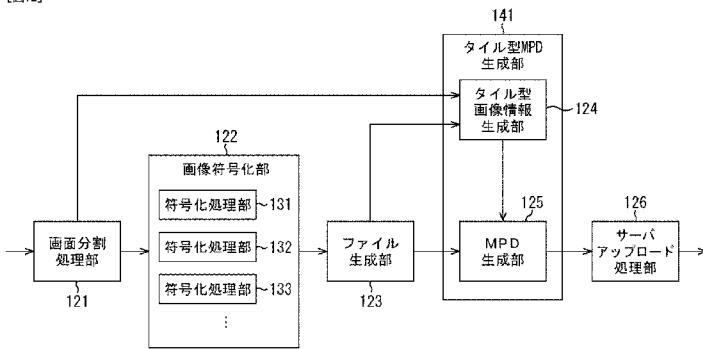 141
タイル型MPD
生成部
タイル型
画像情報
生成部
124
122
画像符号化部
符号化処理部
131
符号化処理部
132
符号化処理部
133
⋮
画面分割
処理部
121
ファイル
生成部
123
125
MPD
生成部
126
サーバ
アップロード
処理部